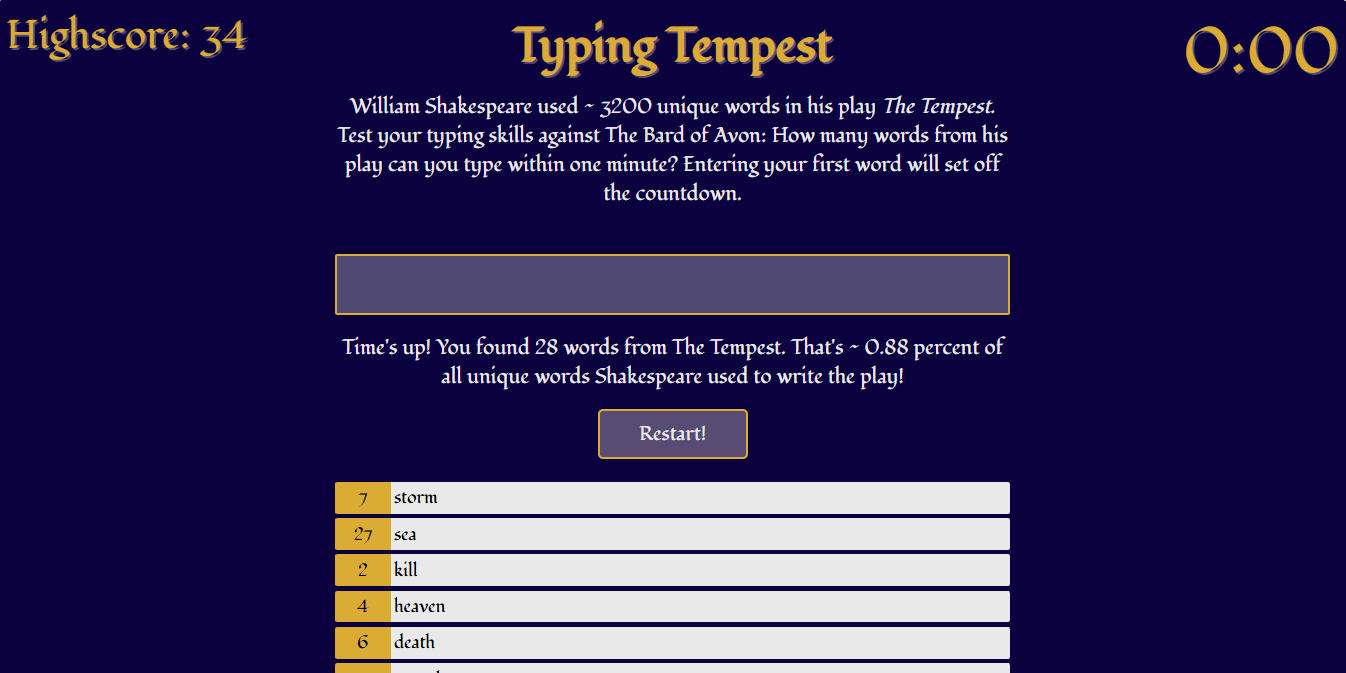 Highscore: 34
Typing Tempest
0:00
William Shakespeare used ~ 3200 unique words in his play The Tempest.
Test your typing skills against The Bard of Avon: How many words from his
play can you type within one minute? Entering your first word will set off
the countdown.
Time's up! You found 28 words from The Tempest. That's ~ 0.88 percent of
all unique words Shakespeare used to write the play!
Restart!
7 storm
27 sea
2 kill
4 heaven
6 death